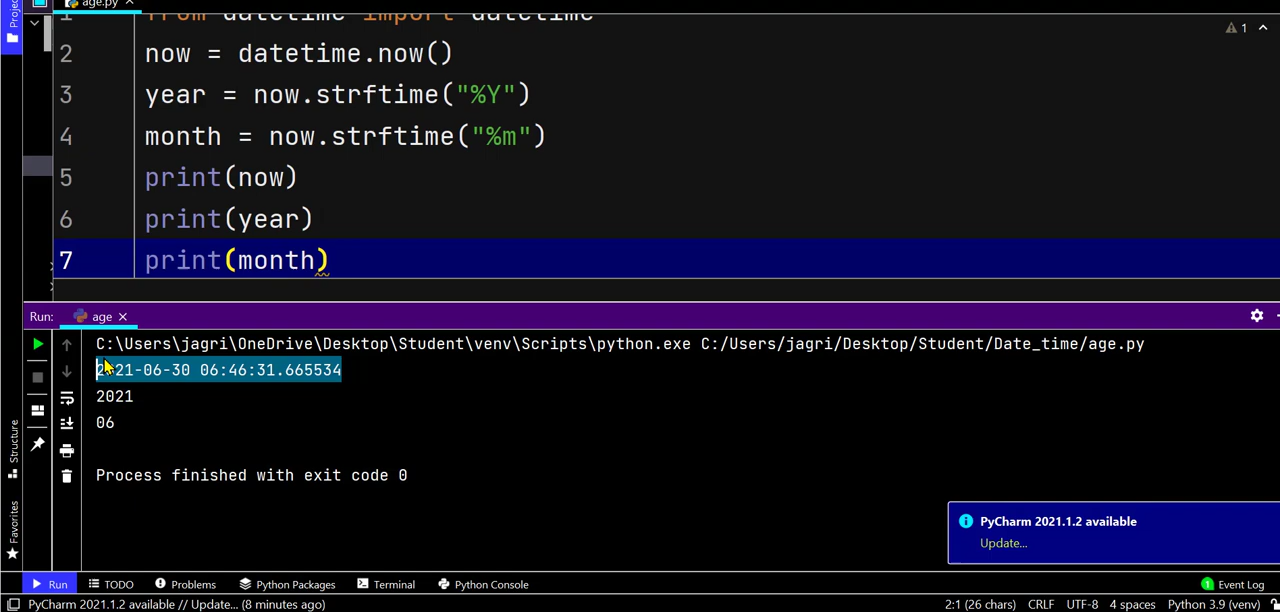 Projec
age.py
1 from datetime import datetime
2 now = datetime.now()
3 year = now.strftime("%Y")
4 month = now.strftime("%m")
5 print(now)
6 print(year)
7 print(month)
1
Run: age
C:\Users\jagri\OneDrive\Desktop\Student\venv\Scripts\python.exe C:/Users/jagri/Desktop/Student/Date_time/age.py
2021-06-30 06:46:31.665534
2021
06
Process finished with exit code 0
Structure
Favorites
PyCharm 2021.1.2 available
Update...
Run TODO Problems Python Packages Terminal Python Console 1 Event Log
PyCharm 2021.1.2 available // Update... (8 minutes ago) 2:1 (26 chars) CRLF UTF-8 4 spaces Python 3.9 (venv)